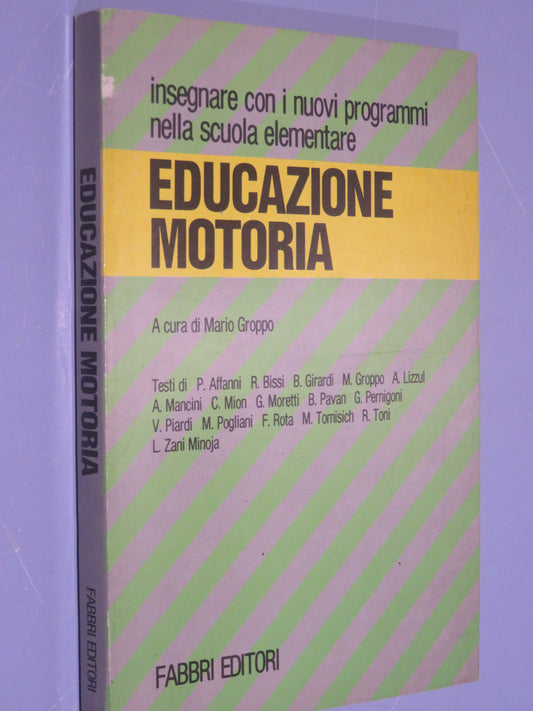 insegnare con i nuovi programmi
nella scuola elementare
EDUCAZIONE
MOTORIA
A cura di Mario Groppo
Testi di P. Affanni R. Bissi B. Girardi M. Groppo A. Lizzul
A. Mancini C. Mion G. Moretti B. Pavan G. Pernigoni
V. Piardi M. Pogliani F. Rota M. Tomisich R. Toni
L. Zani Minoja
FABBRI EDITORI
EDUCAZIONE MOTORIA
FABBRI EDITORI